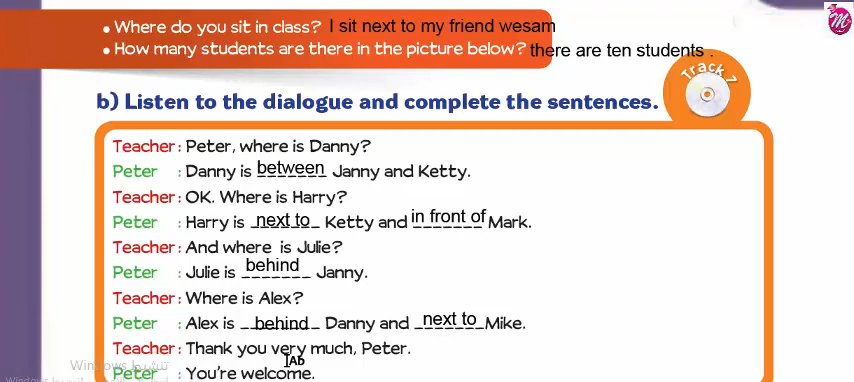 • Where do you sit in class? I sit next to my friend wesam
• How many students are there in the picture below? there are ten students .
Track 7
b) Listen to the dialogue and complete the sentences.
Teacher: Peter, where is Danny?
Peter : Danny is between Janny and Ketty.
Teacher: OK. Where is Harry?
Peter : Harry is next to Ketty and in front of Mark.
Teacher: And where is Julie?
Peter : Julie is behind Janny.
Teacher: Where is Alex?
Peter : Alex is behind Danny and next to Mike.
Teacher: Thank you very much, Peter.
Ab
تنشيط Windows
Peter : You're welcome.